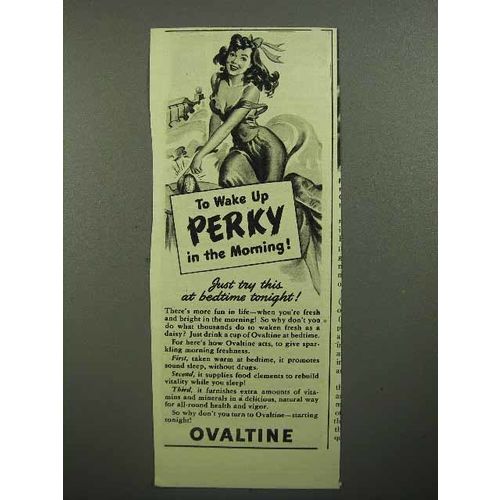 To Wake Up
PERKY
in the Morning!
Just try this
at bedtime tonight!
There's more fun in life—when you're fresh
and bright in the morning! So why don't you
do what thousands do to waken fresh as a
daisy? Just drink a cup of Ovaltine at bedtime.
For here's how Ovaltine acts, to give spar-
kling morning freshness.
First, taken warm at bedtime, it promotes
sound sleep, without drugs.
Second, it supplies food elements to rebuild
vitality while you sleep!
Third, it furnishes extra amounts of vita-
mins and minerals in a delicious, natural way
for all-round health and vigor.
So why don't you turn to Ovaltine—starting
tonight!
OVALTINE